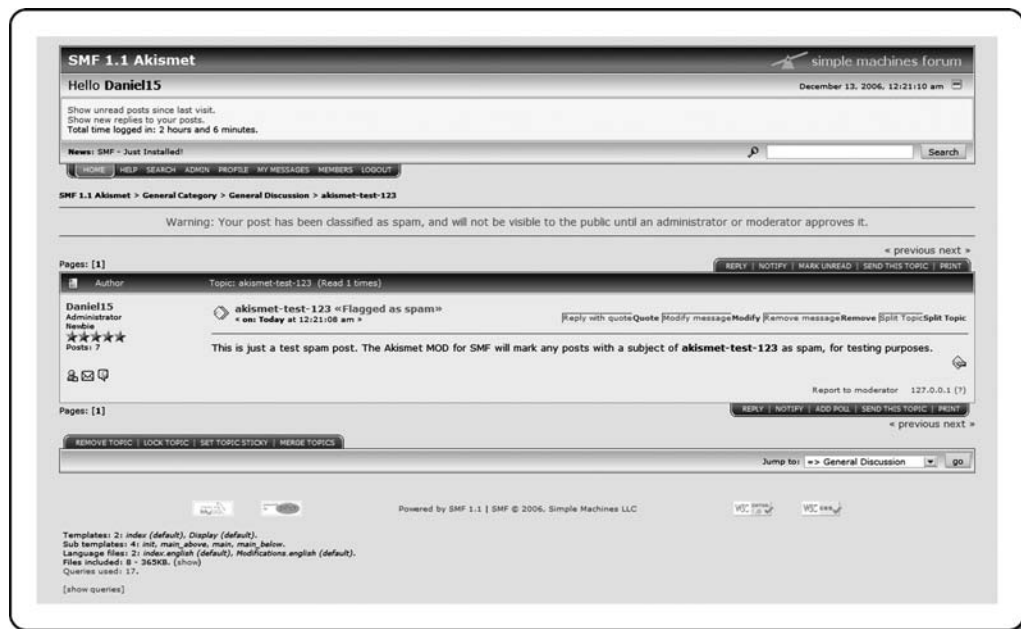 SMF 1.1 Akismet
simple machines forum
Hello Daniel15
December 13, 2006, 12:21:10 am
Show unread posts since last visit.
Show new replies to your posts.
Total time logged in: 2 hours and 6 minutes.
News: SMF - Just Installed!
Search
HOME HELP SEARCH ADMIN PROFILE MY MESSAGES MEMBERS LOGOUT
SMF 1.1 Akismet > General Category > General Discussion > akismet-test-123
Warning: Your post has been classified as spam, and will not be visible to the public until an administrator or moderator approves it.
« previous next »
Pages: [1]
REPLY | NOTIFY | MARK UNREAD | SEND THIS TOPIC | PRINT
Author
Topic: akismet-test-123 (Read 1 times)
Daniel15
Administrator
Newbie
Posts: 7
akismet-test-123 «Flagged as spam»
« on: Today at 12:21:08 am »
Reply with quoteQuote Modify messageModify Remove messageRemove Split TopicSplit Topic
This is just a test spam post. The Akismet MOD for SMF will mark any posts with a subject of akismet-test-123 as spam, for testing purposes.
Report to moderator 127.0.0.1 (?)
Pages: [1]
REPLY | NOTIFY | ADD POLL | SEND THIS TOPIC | PRINT
« previous next »
REMOVE TOPIC | LOCK TOPIC | SET TOPIC STICKY | MERGE TOPICS
Jump to: => General Discussion go
Powered by SMF 1.1 | SMF © 2006, Simple Machines LLC
W3C
W3C css
Templates: 2: index (default), Display (default).
Sub templates: 4: init, main_above, main, main_below.
Language files: 2: index.english (default), Modifications.english (default).
Files included: 8 - 365KB. (show)
Queries used: 17.
[show queries]